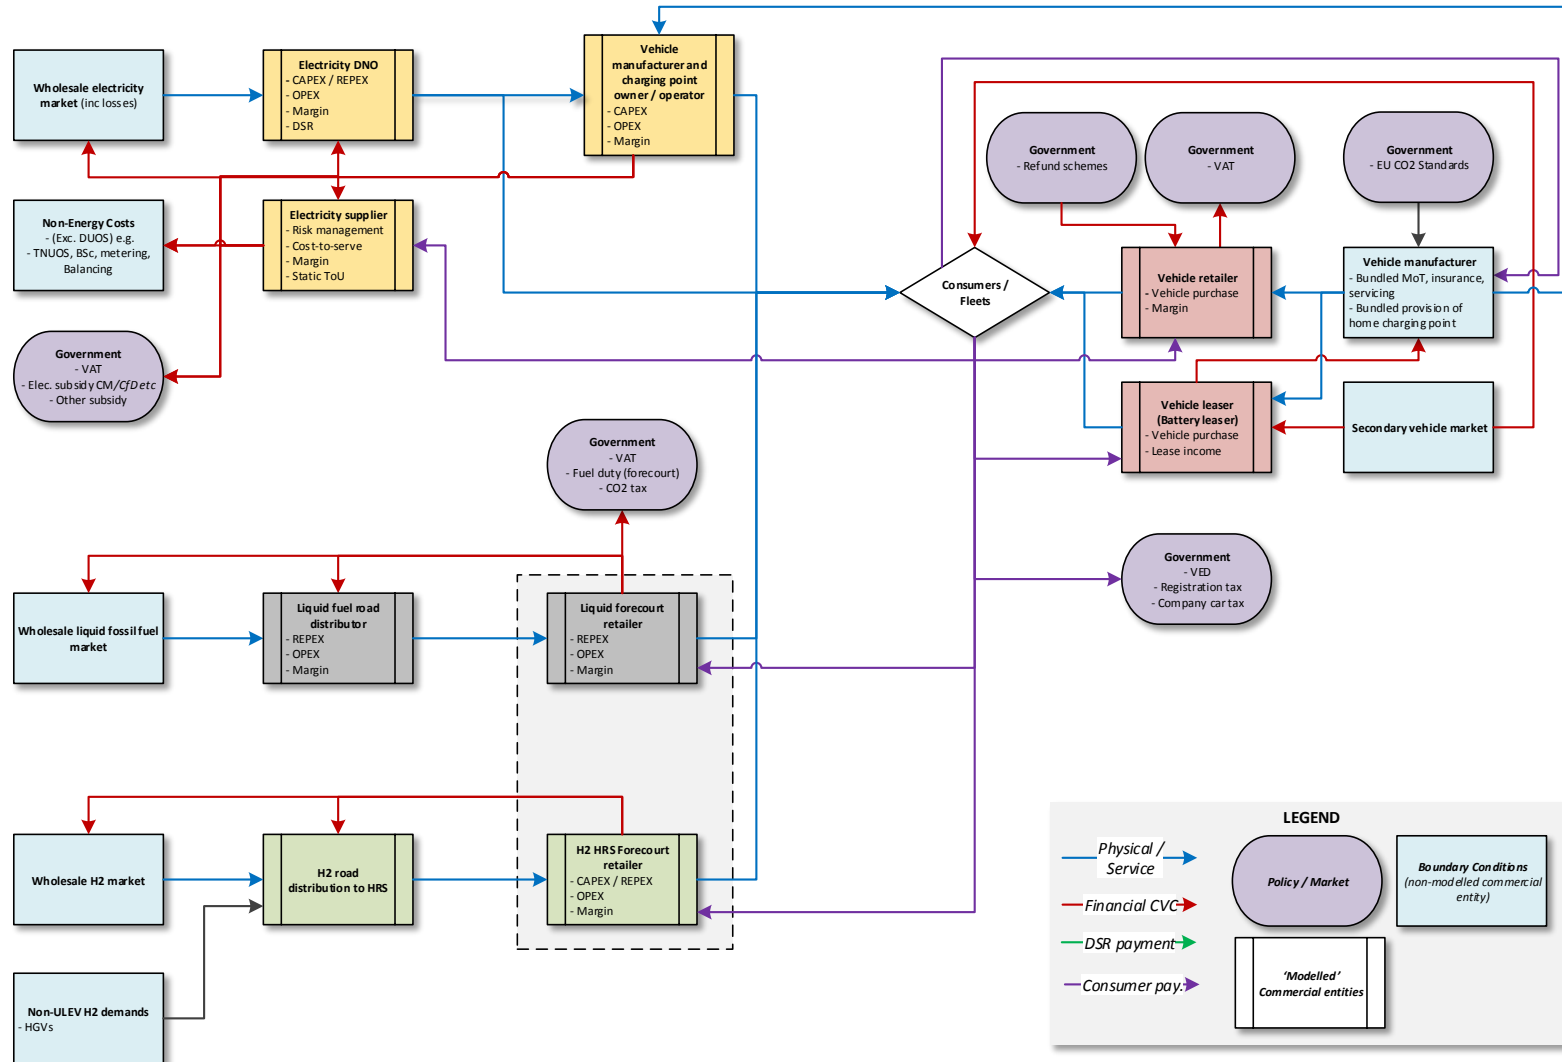 Wholesale electricity
market (inc losses)
Electricity DNO
- CAPEX / REPEX
- OPEX
- Margin
- DSR
Vehicle
manufacturer and
charging point
owner / operator
- CAPEX
- OPEX
- Margin
Government
- Refund schemes
Government
- VAT
Government
- EU CO2 Standards
Non-Energy Costs
- (Exc. DUOS) e.g.
- TNUOS, BSc, metering,
Balancing
Electricity supplier
- Risk management
- Cost-to-serve
- Margin
- Static ToU
Consumers /
Fleets
Vehicle retailer
- Vehicle purchase
- Margin
Vehicle manufacturer
- Bundled MoT, insurance,
servicing
- Bundled provision of
home charging point
Government
- VAT
- Elec. subsidy CM/CfD etc
- Other subsidy
Vehicle leaser
(Battery leaser)
- Vehicle purchase
- Lease income
Secondary vehicle market
Government
- VAT
- Fuel duty (forecourt)
- CO2 tax
Government
- VED
- Registration tax
- Company car tax
Wholesale liquid fossil fuel
market
Liquid fuel road
distributor
- REPEX
- OPEX
- Margin
Liquid forecourt
retailer
- REPEX
- OPEX
- Margin
Wholesale H2 market
H2 road
distribution to HRS
H2 HRS Forecourt
retailer
- CAPEX / REPEX
- OPEX
- Margin
Non-ULEV H2 demands
- HGVs
LEGEND
Physical /
Service
Financial CVC
DSR payment
Consumer pay.
Policy / Market
Boundary Conditions
(non-modelled commercial
entity)
‘Modelled’
Commercial entities